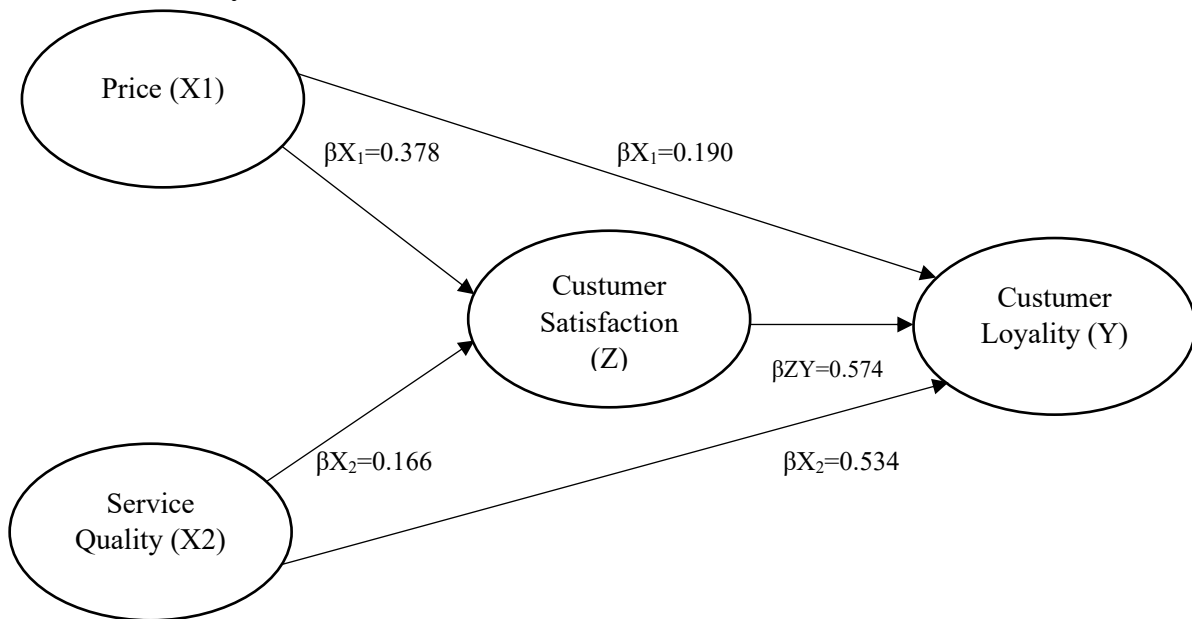 Price (X1)
βX₁=0.378
βX₁=0.190
Custumer
Satisfaction
(Z)
Custumer
Loyality (Y)
βZY=0.574
βX₂=0.166
βX₂=0.534
Service
Quality (X2)